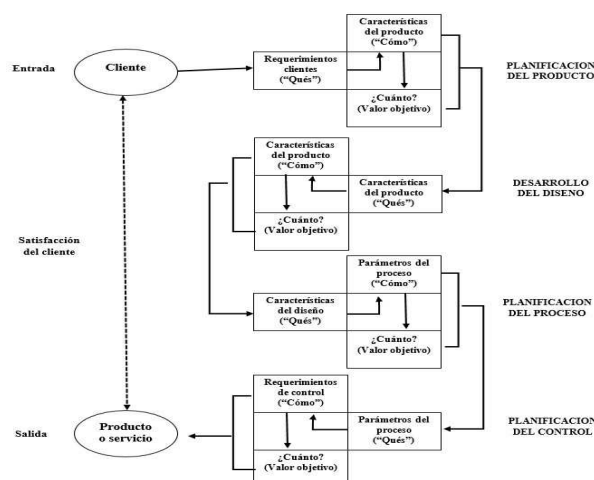 Características
del producto
(“Cómo”)
Entrada
Cliente
Requerimientos
clientes
(“Qués”)
PLANIFICACION
DEL PRODUCTO
¿Cuánto?
(Valor objetivo)
Características
del producto
(“Cómo”)
Características
del producto
(“Qués”)
DESARROLLO
DEL DISENO
¿Cuánto?
(Valor objetivo)
Satisfacción
del cliente
Parámetros del
proceso
(“Cómo”)
Características
del diseño
(“Qués”)
PLANIFICACION
DEL PROCESO
¿Cuánto?
(Valor objetivo)
Requerimientos
de control
(“Cómo”)
Salida
Producto
o servicio
Parámetros del
proceso
(“Qués”)
PLANIFICACION
DEL CONTROL
¿Cuánto?
(Valor objetivo)